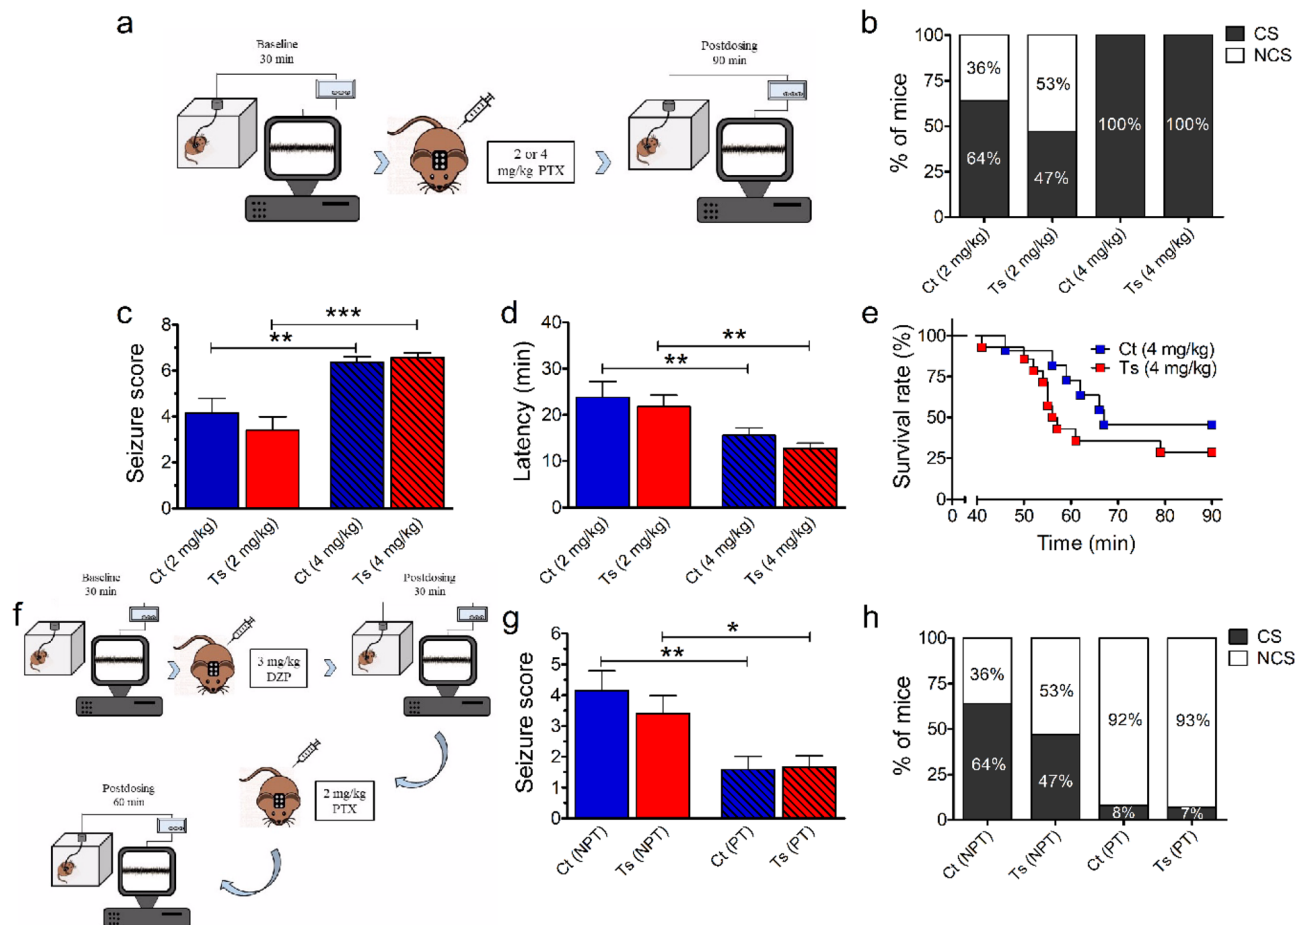 a
Baseline
30 min
2 or 4
mg/kg PTX
Postdosing
90 min
b
% of mice
100
75
50
25
0
36%
64%
53%
47%
100%
100%
CS
NCS
Ct (2 mg/kg)
Ts (2 mg/kg)
Ct (4 mg/kg)
Ts (4 mg/kg)
c
Seizure score
8
6
4
2
0
**
***
Ct (2 mg/kg)
Ts (2 mg/kg)
Ct (4 mg/kg)
Ts (4 mg/kg)
d
Latency (min)
40
30
20
10
0
**
**
Ct (2 mg/kg)
Ts (2 mg/kg)
Ct (4 mg/kg)
Ts (4 mg/kg)
e
Survival rate (%)
100
75
50
25
0
Ct (4 mg/kg)
Ts (4 mg/kg)
0 40 50 60 70 80 90
Time (min)
f
Baseline
30 min
3 mg/kg
DZP
Postdosing
30 min
2 mg/kg
PTX
Postdosing
60 min
g
Seizure score
6
5
4
3
2
1
0
**
*
Ct (NPT)
Ts (NPT)
Ct (PT)
Ts (PT)
h
% of mice
100
75
50
25
0
36%
64%
53%
47%
92%
8%
93%
7%
CS
NCS
Ct (NPT)
Ts (NPT)
Ct (PT)
Ts (PT)